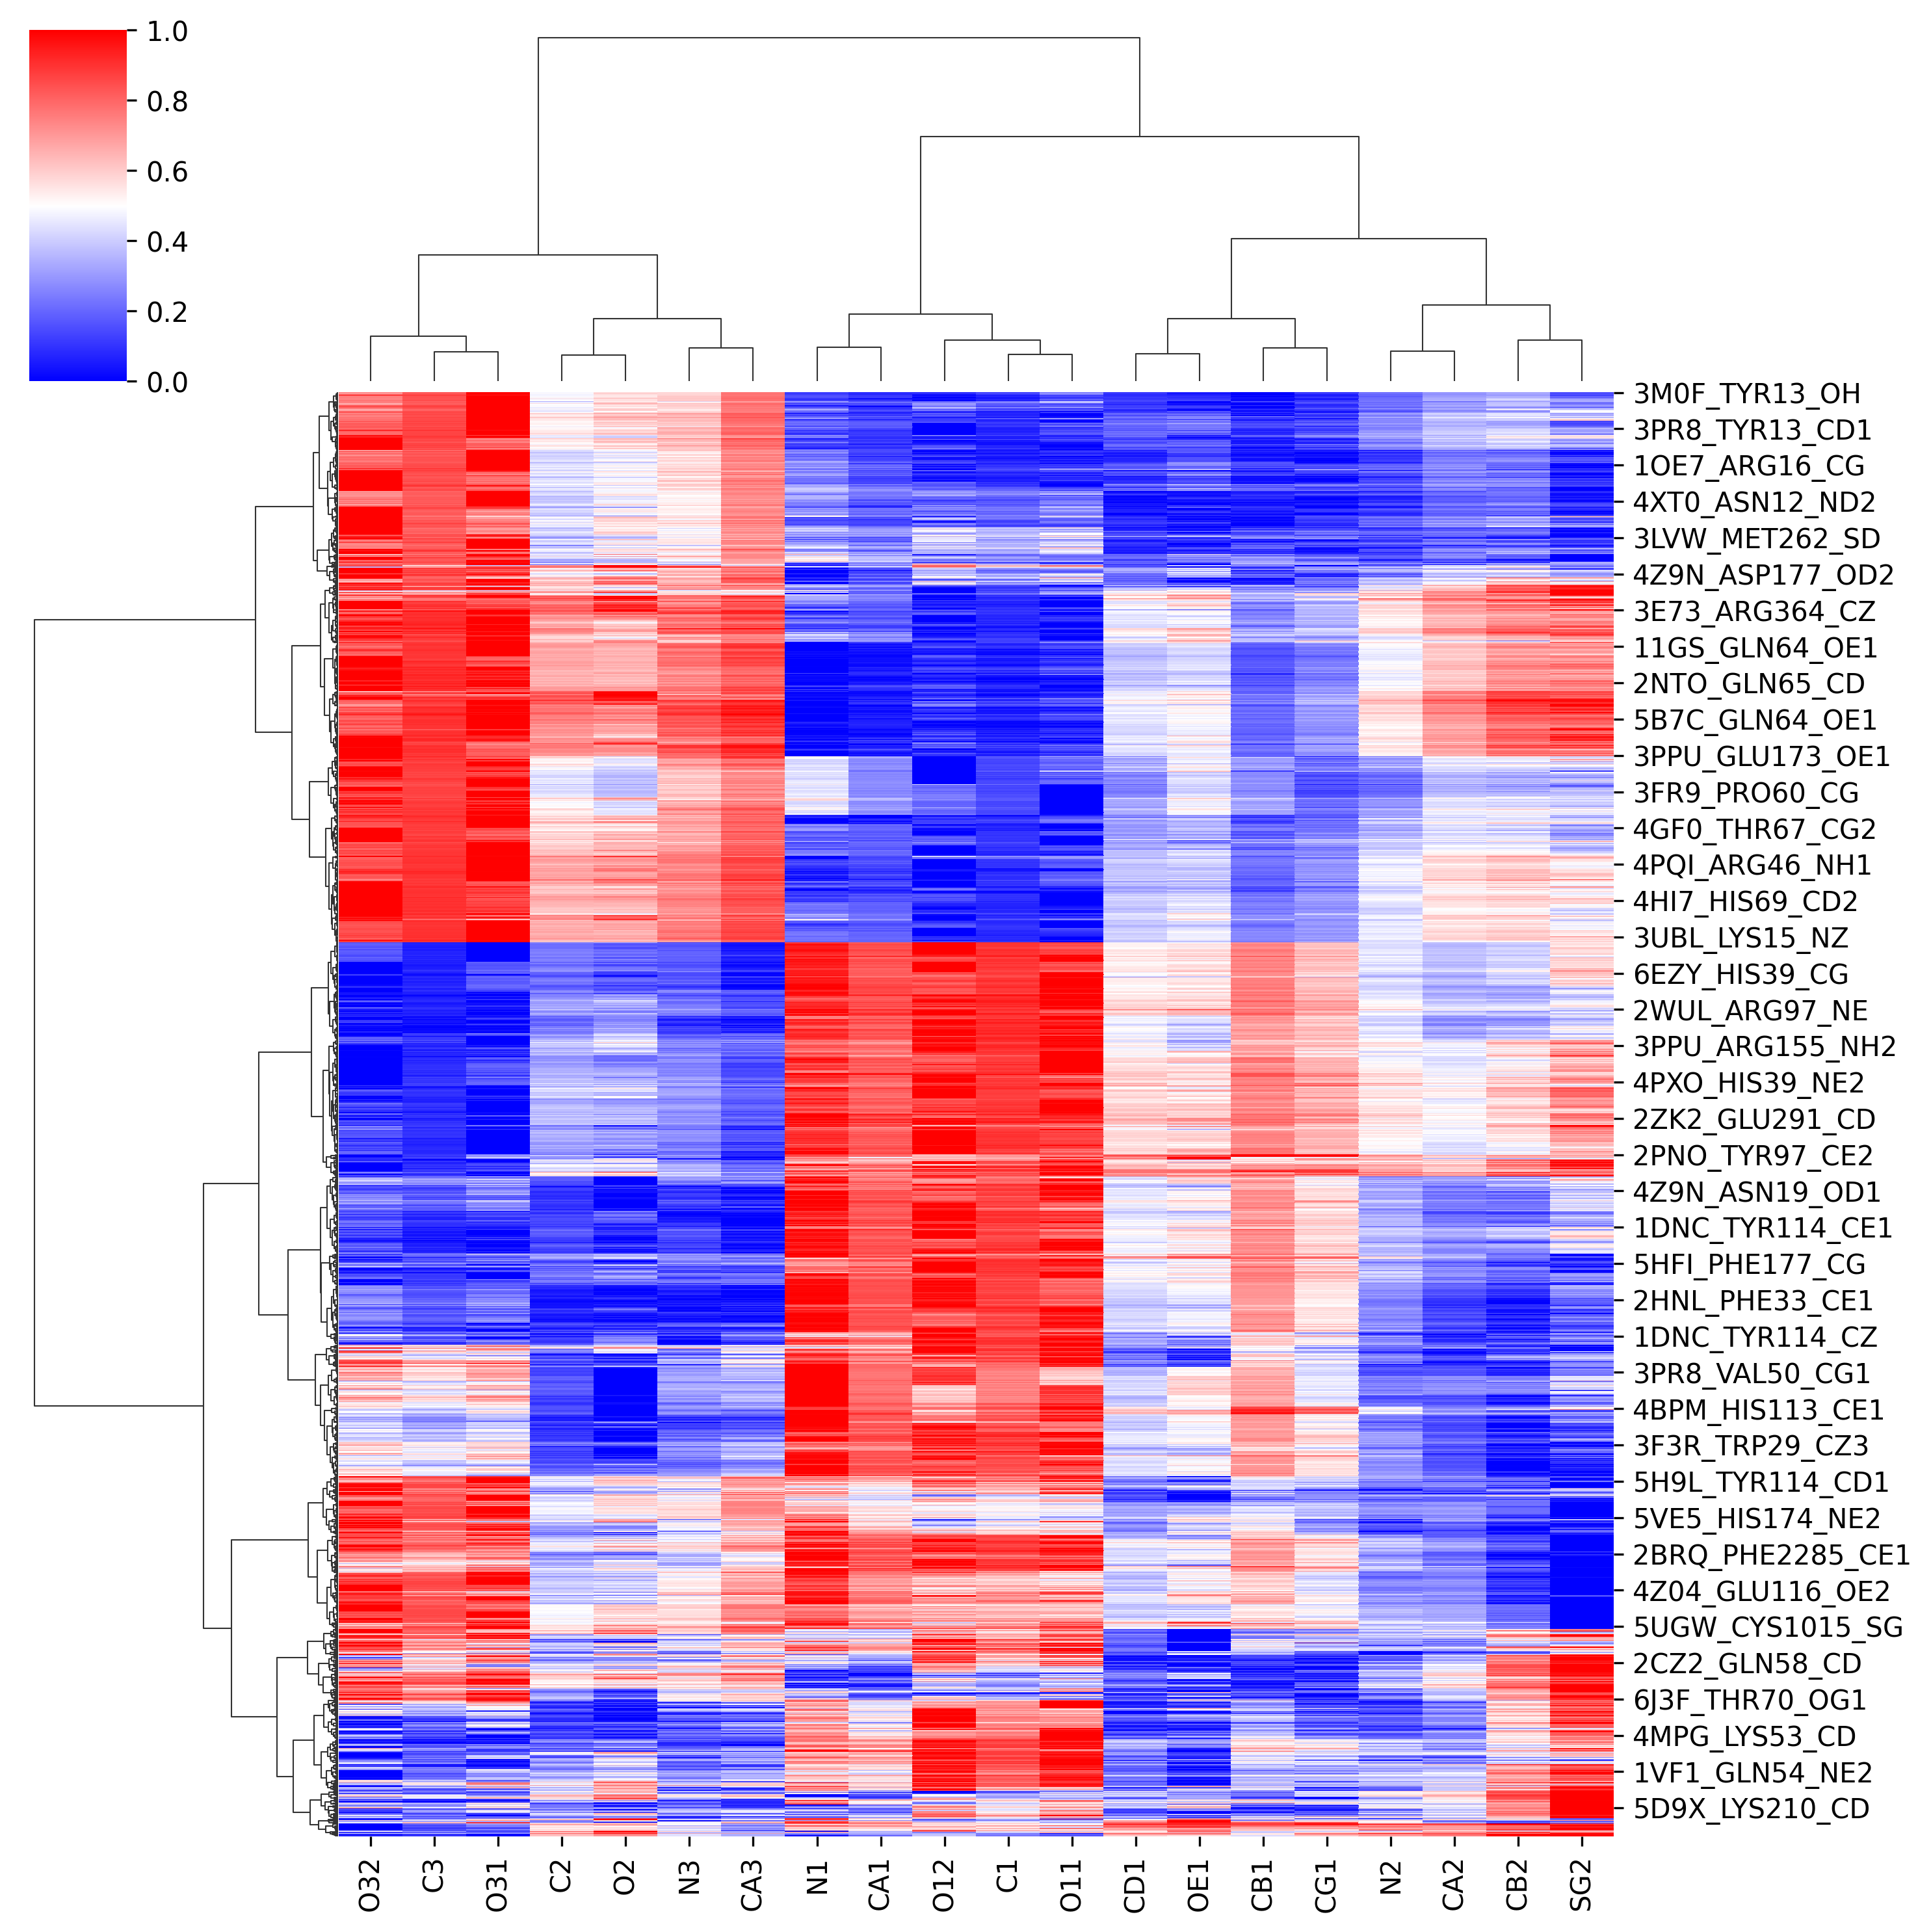 1.0
0.8
0.6
0.4
0.2
0.0
3M0F_TYR13_OH
3PR8_TYR13_CD1
1OE7_ARG16_CG
4XT0_ASN12_ND2
3LVW_MET262_SD
4Z9N_ASP177_OD2
3E73_ARG364_CZ
11GS_GLN64_OE1
2NTO_GLN65_CD
5B7C_GLN64_OE1
3PPU_GLU173_OE1
3FR9_PRO60_CG
4GF0_THR67_CG2
4PQI_ARG46_NH1
4HI7_HIS69_CD2
3UBL_LYS15_NZ
6EZY_HIS39_CG
2WUL_ARG97_NE
3PPU_ARG155_NH2
4PXO_HIS39_NE2
2ZK2_GLU291_CD
2PNO_TYR97_CE2
4Z9N_ASN19_OD1
1DNC_TYR114_CE1
5HFI_PHE177_CG
2HNL_PHE33_CE1
1DNC_TYR114_CZ
3PR8_VAL50_CG1
4BPM_HIS113_CE1
3F3R_TRP29_CZ3
5H9L_TYR114_CD1
5VE5_HIS174_NE2
2BRQ_PHE2285_CE1
4Z04_GLU116_OE2
5UGW_CYS1015_SG
2CZ2_GLN58_CD
6J3F_THR70_OG1
4MPG_LYS53_CD
1VF1_GLN54_NE2
5D9X_LYS210_CD
O32
C3
O31
C2
O2
N3
CA3
N1
CA1
O12
C1
O11
CD1
OE1
CB1
CG1
N2
CA2
CB2
SG2